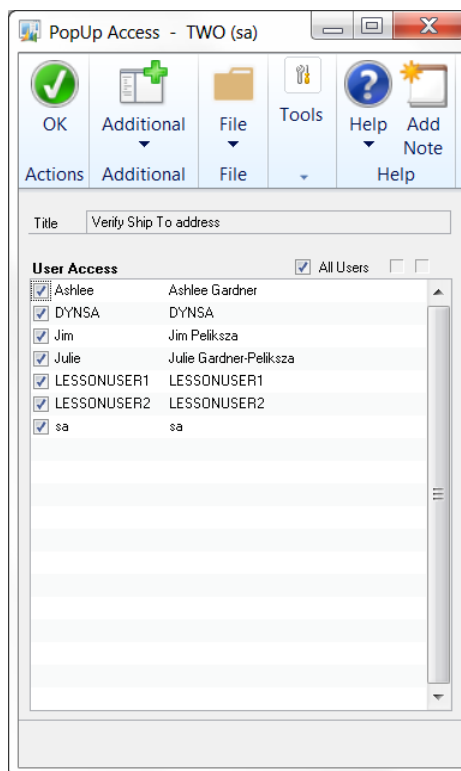 PopUp Access - TWO (sa)
OK Additional File Tools Help Add Note
Actions Additional File Help
Title Verify Ship To address
User Access All Users
Ashlee Ashlee Gardner
DYNSA DYNSA
Jim Jim Peliksza
Julie Julie Gardner-Peliksza
LESSONUSER1 LESSONUSER1
LESSONUSER2 LESSONUSER2
sa sa